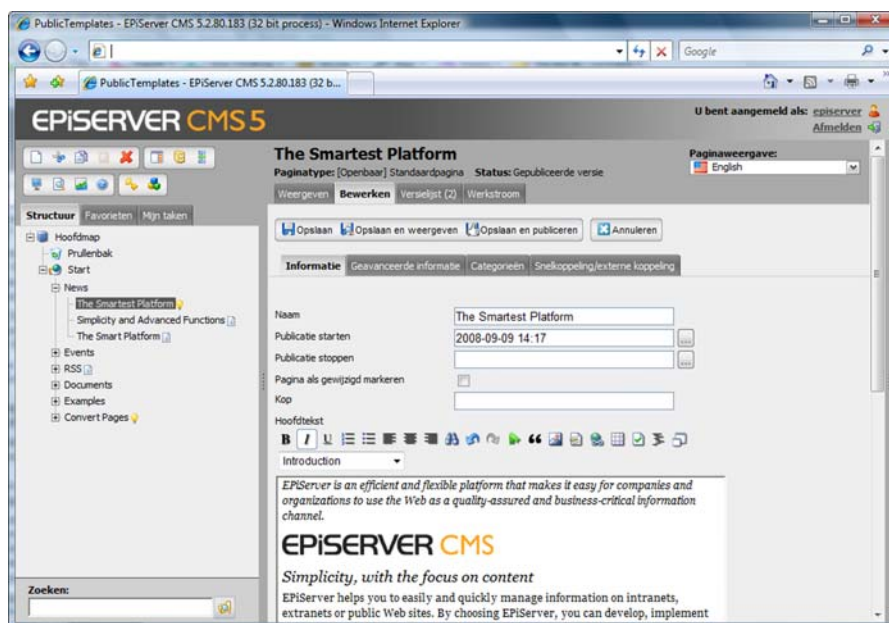 PublicTemplates - EPiServer CMS 5.2.80.183 (32 bit process) - Windows Internet Explorer
Google
PublicTemplates - EPiServer CMS 5.2.80.183 (32 b...
EPiSERVER CMS 5
U bent aangemeld als: episerver
Afmelden
The Smartest Platform
Paginatype: [Openbaar] Standaardpagina Status: Gepubliceerde versie
Paginaweergave:
English
Weergeven Bewerken Versielijst (2) Werkstroom
Structuur Favorieten Mijn taken
Hoofdmap
Prullenbak
Start
News
The Smartest Platform
Simplicity and Advanced Functions
The Smart Platform
Events
RSS
Documents
Examples
Convert Pages
Zoeken:
Opslaan Opslaan en weergeven Opslaan en publiceren Annuleren
Informatie Geavanceerde informatie Categorieën Snelkoppeling/externe koppeling
Naam The Smartest Platform
Publicatie starten 2008-09-09 14:17 ...
Publicatie stoppen ...
Pagina als gewijzigd markeren
Kop
Hoofdtekst
B I U
Introduction
EPiServer is an efficient and flexible platform that makes it easy for companies and
organizations to use the Web as a quality-assured and business-critical information
channel.
EPiSERVER CMS
Simplicity, with the focus on content
EPiServer helps you to easily and quickly manage information on intranets,
extranets or public Web sites. By choosing EPiServer, you can develop, implement